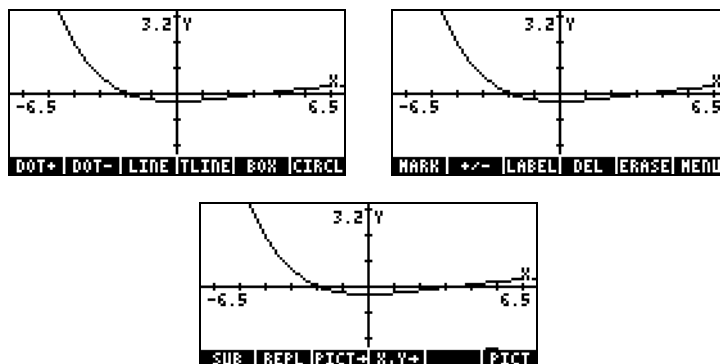 3.2 Y
X
-6.5 6.5
DOT+ DOT- LINE TLINE BOX CIRCL
3.2 Y
X
-6.5 6.5
MARK +/- LABEL DEL ERASE MENU
3.2 Y
X
-6.5 6.5
SUB REPL PICT→ X,Y→ PICT